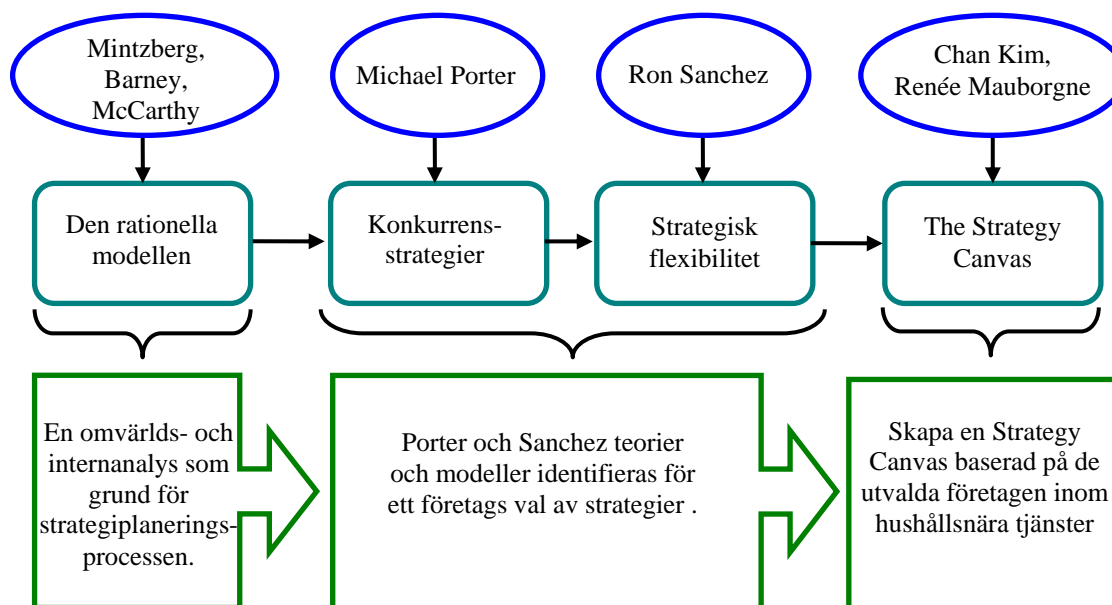 Mintzberg,
Barney,
McCarthy
Michael Porter
Ron Sanchez
Chan Kim,
Renée Mauborgne
Den rationella
modellen
Konkurrens-
strategier
Strategisk
flexibilitet
The Strategy
Canvas
En omvärlds- och
internanalys som
grund för
strategiplanerings-
processen.
Porter och Sanchez teorier
och modeller identifieras för
ett företags val av strategier .
Skapa en Strategy
Canvas baserad på de
utvalda företagen inom
hushållsnära tjänster